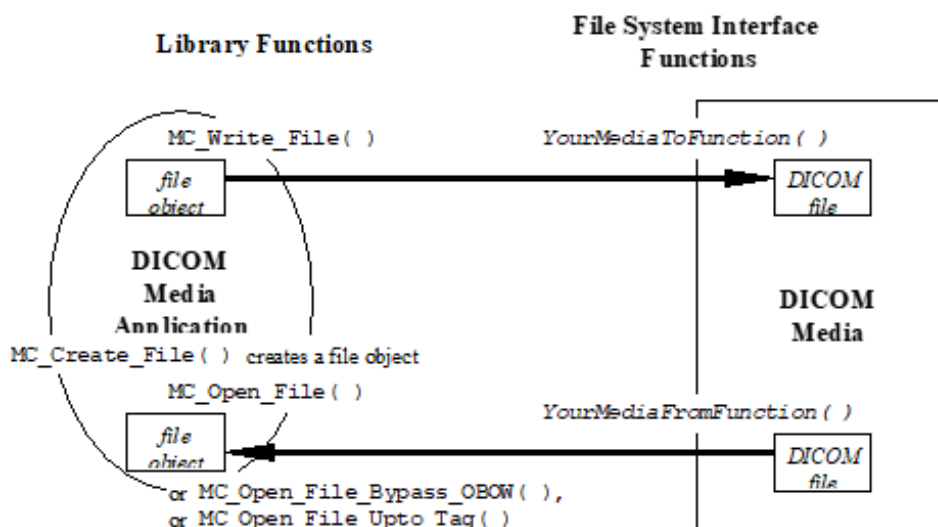 Library Functions
File System Interface
Functions
MC_Write_File( )
YourMediaToFunction( )
file
object
DICOM
file
DICOM
Media
Application
DICOM
Media
MC_Create_File( ) creates a file object
MC_Open_File( )
YourMediaFromFunction( )
file
object
DICOM
file
or MC_Open_File_Bypass_OBOW( ),
or MC_Open_File_Upto_Tag( )